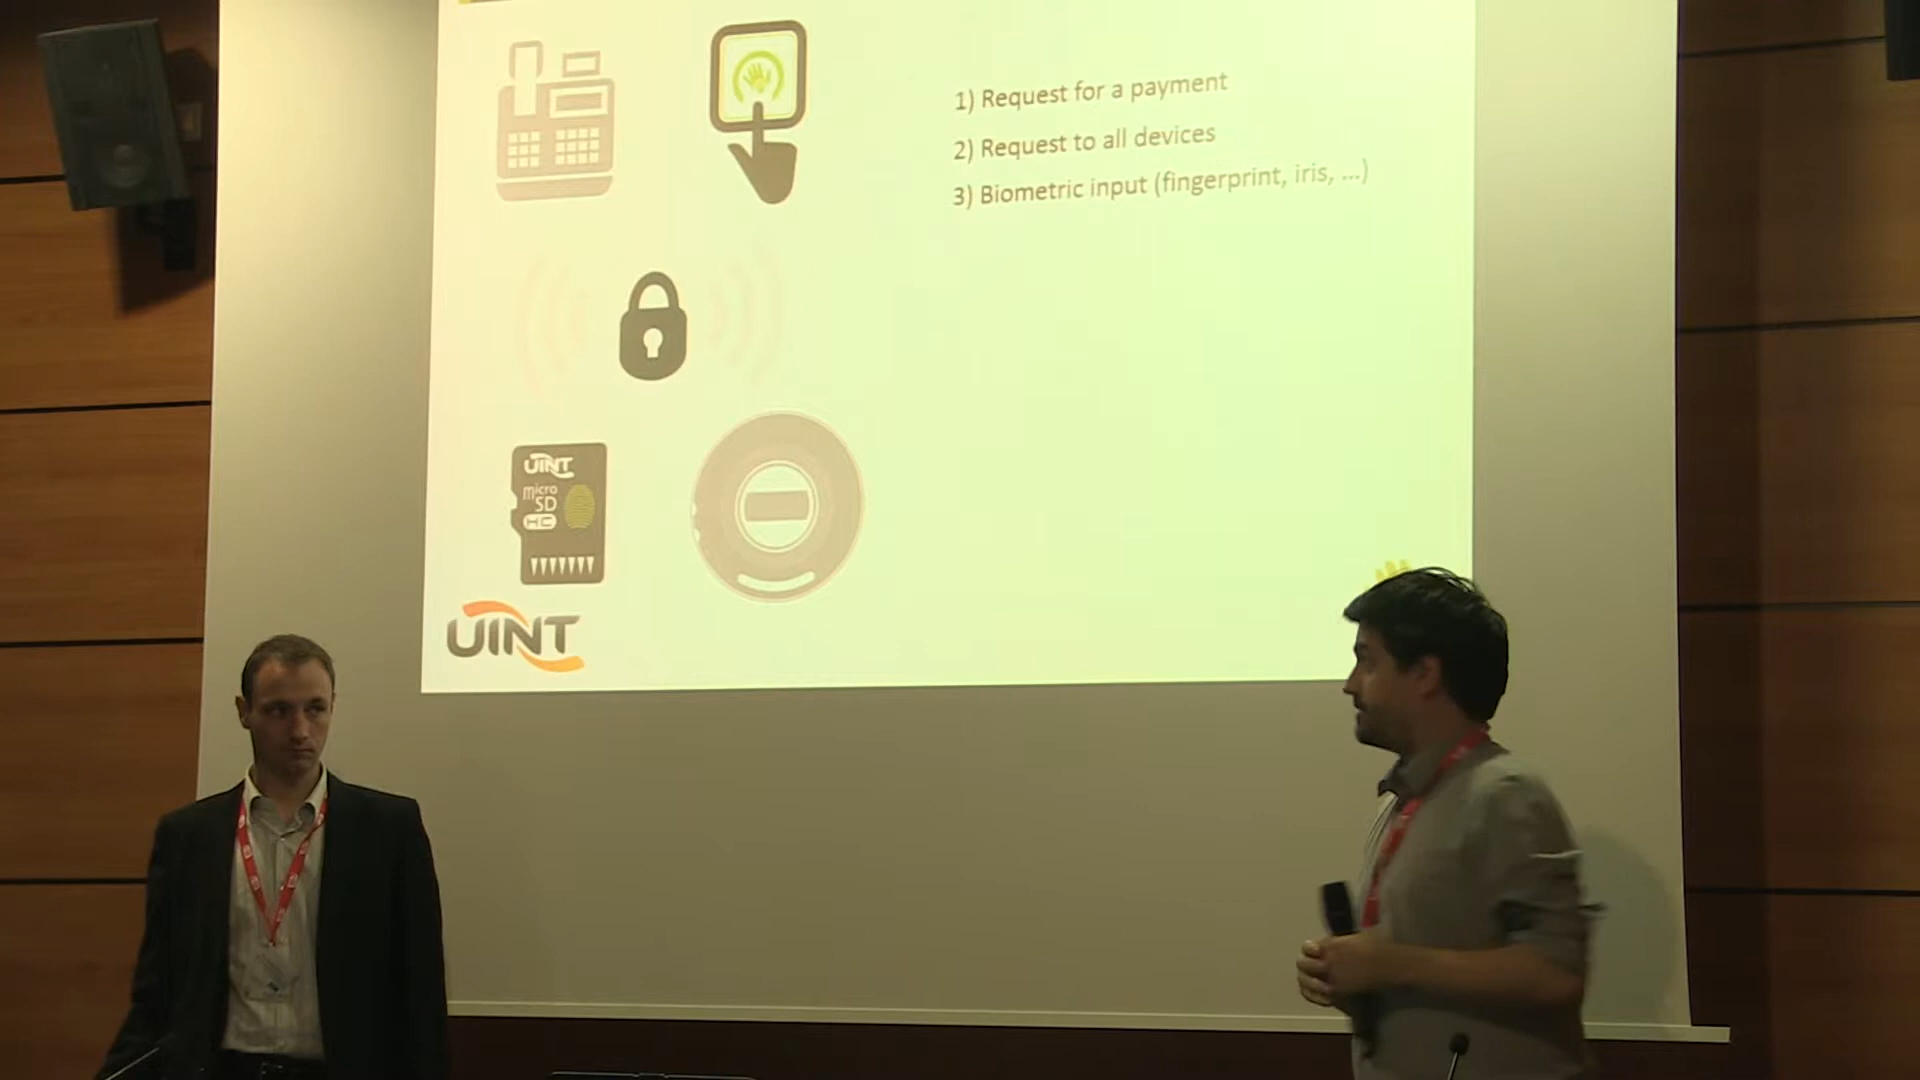 1) Request for a payment
2) Request to all devices
3) Biometric input (fingerprint, iris, ...)
UINT
micro
SD
HC
UINT